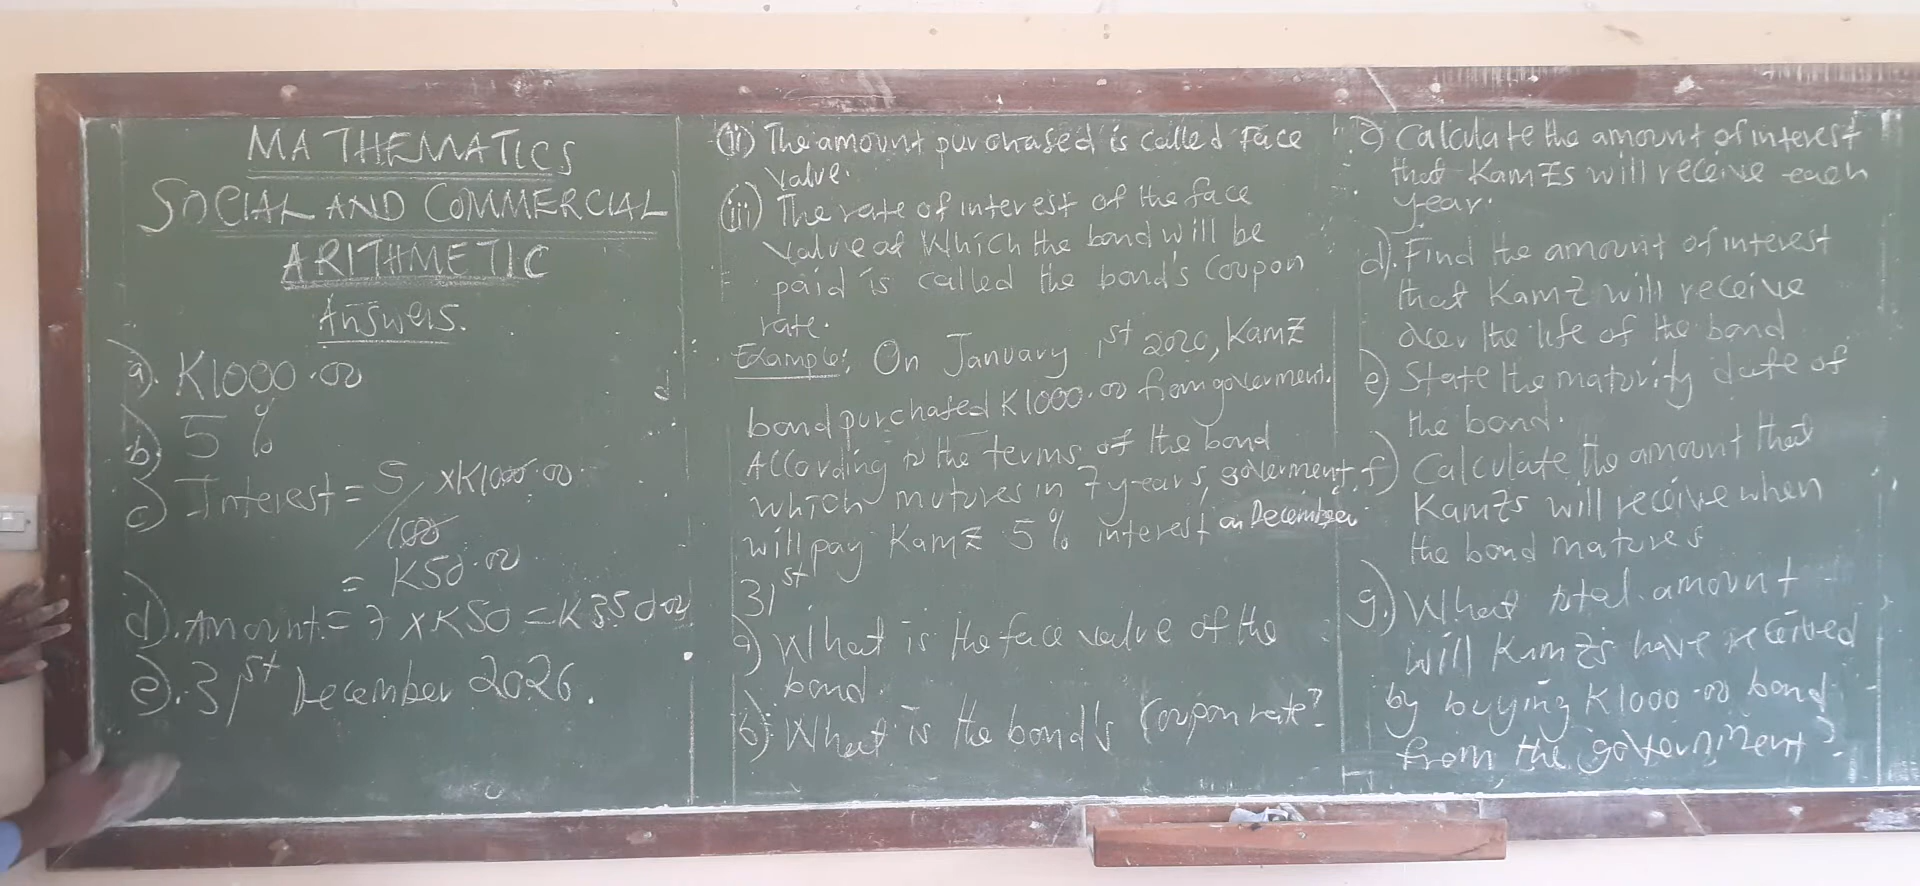 MATHEMATICS
SOCIAL AND COMMERCIAL
ARITHMETIC
Answers.
a). K1000.00
b) 5%
c) Interest = 5/100 x K1000.00
= K50.00
d). Amount = 7 x K50 = K350.00
e). 31st December 2026.
(ii) The amount purchased is called Face
Value.
(iii) The rate of interest of the face
Value at Which the bond will be
paid is called the bond's Coupon
rate.
Example: On January 1st 2020, KamZ
bond purchased K1000.00 from goverment.
According to the terms of the bond
which mutures in 7 years, goverment
will pay KamZ 5% interest on December
31st
a) What is the face value of the
bond.
b) What is the bond's Coupon rate?
c) Calculate the amount of interest
that KamZs will receive each
year.
d). Find the amount of interest
that KamZ will receive
over the life of the bond
e) State the maturity date of
the bond.
f) Calculate the amount that
KamZs will receive when
the bond matures
g.) What total amount
will KamZs have received
by buying K1000.00 bond
from the government?